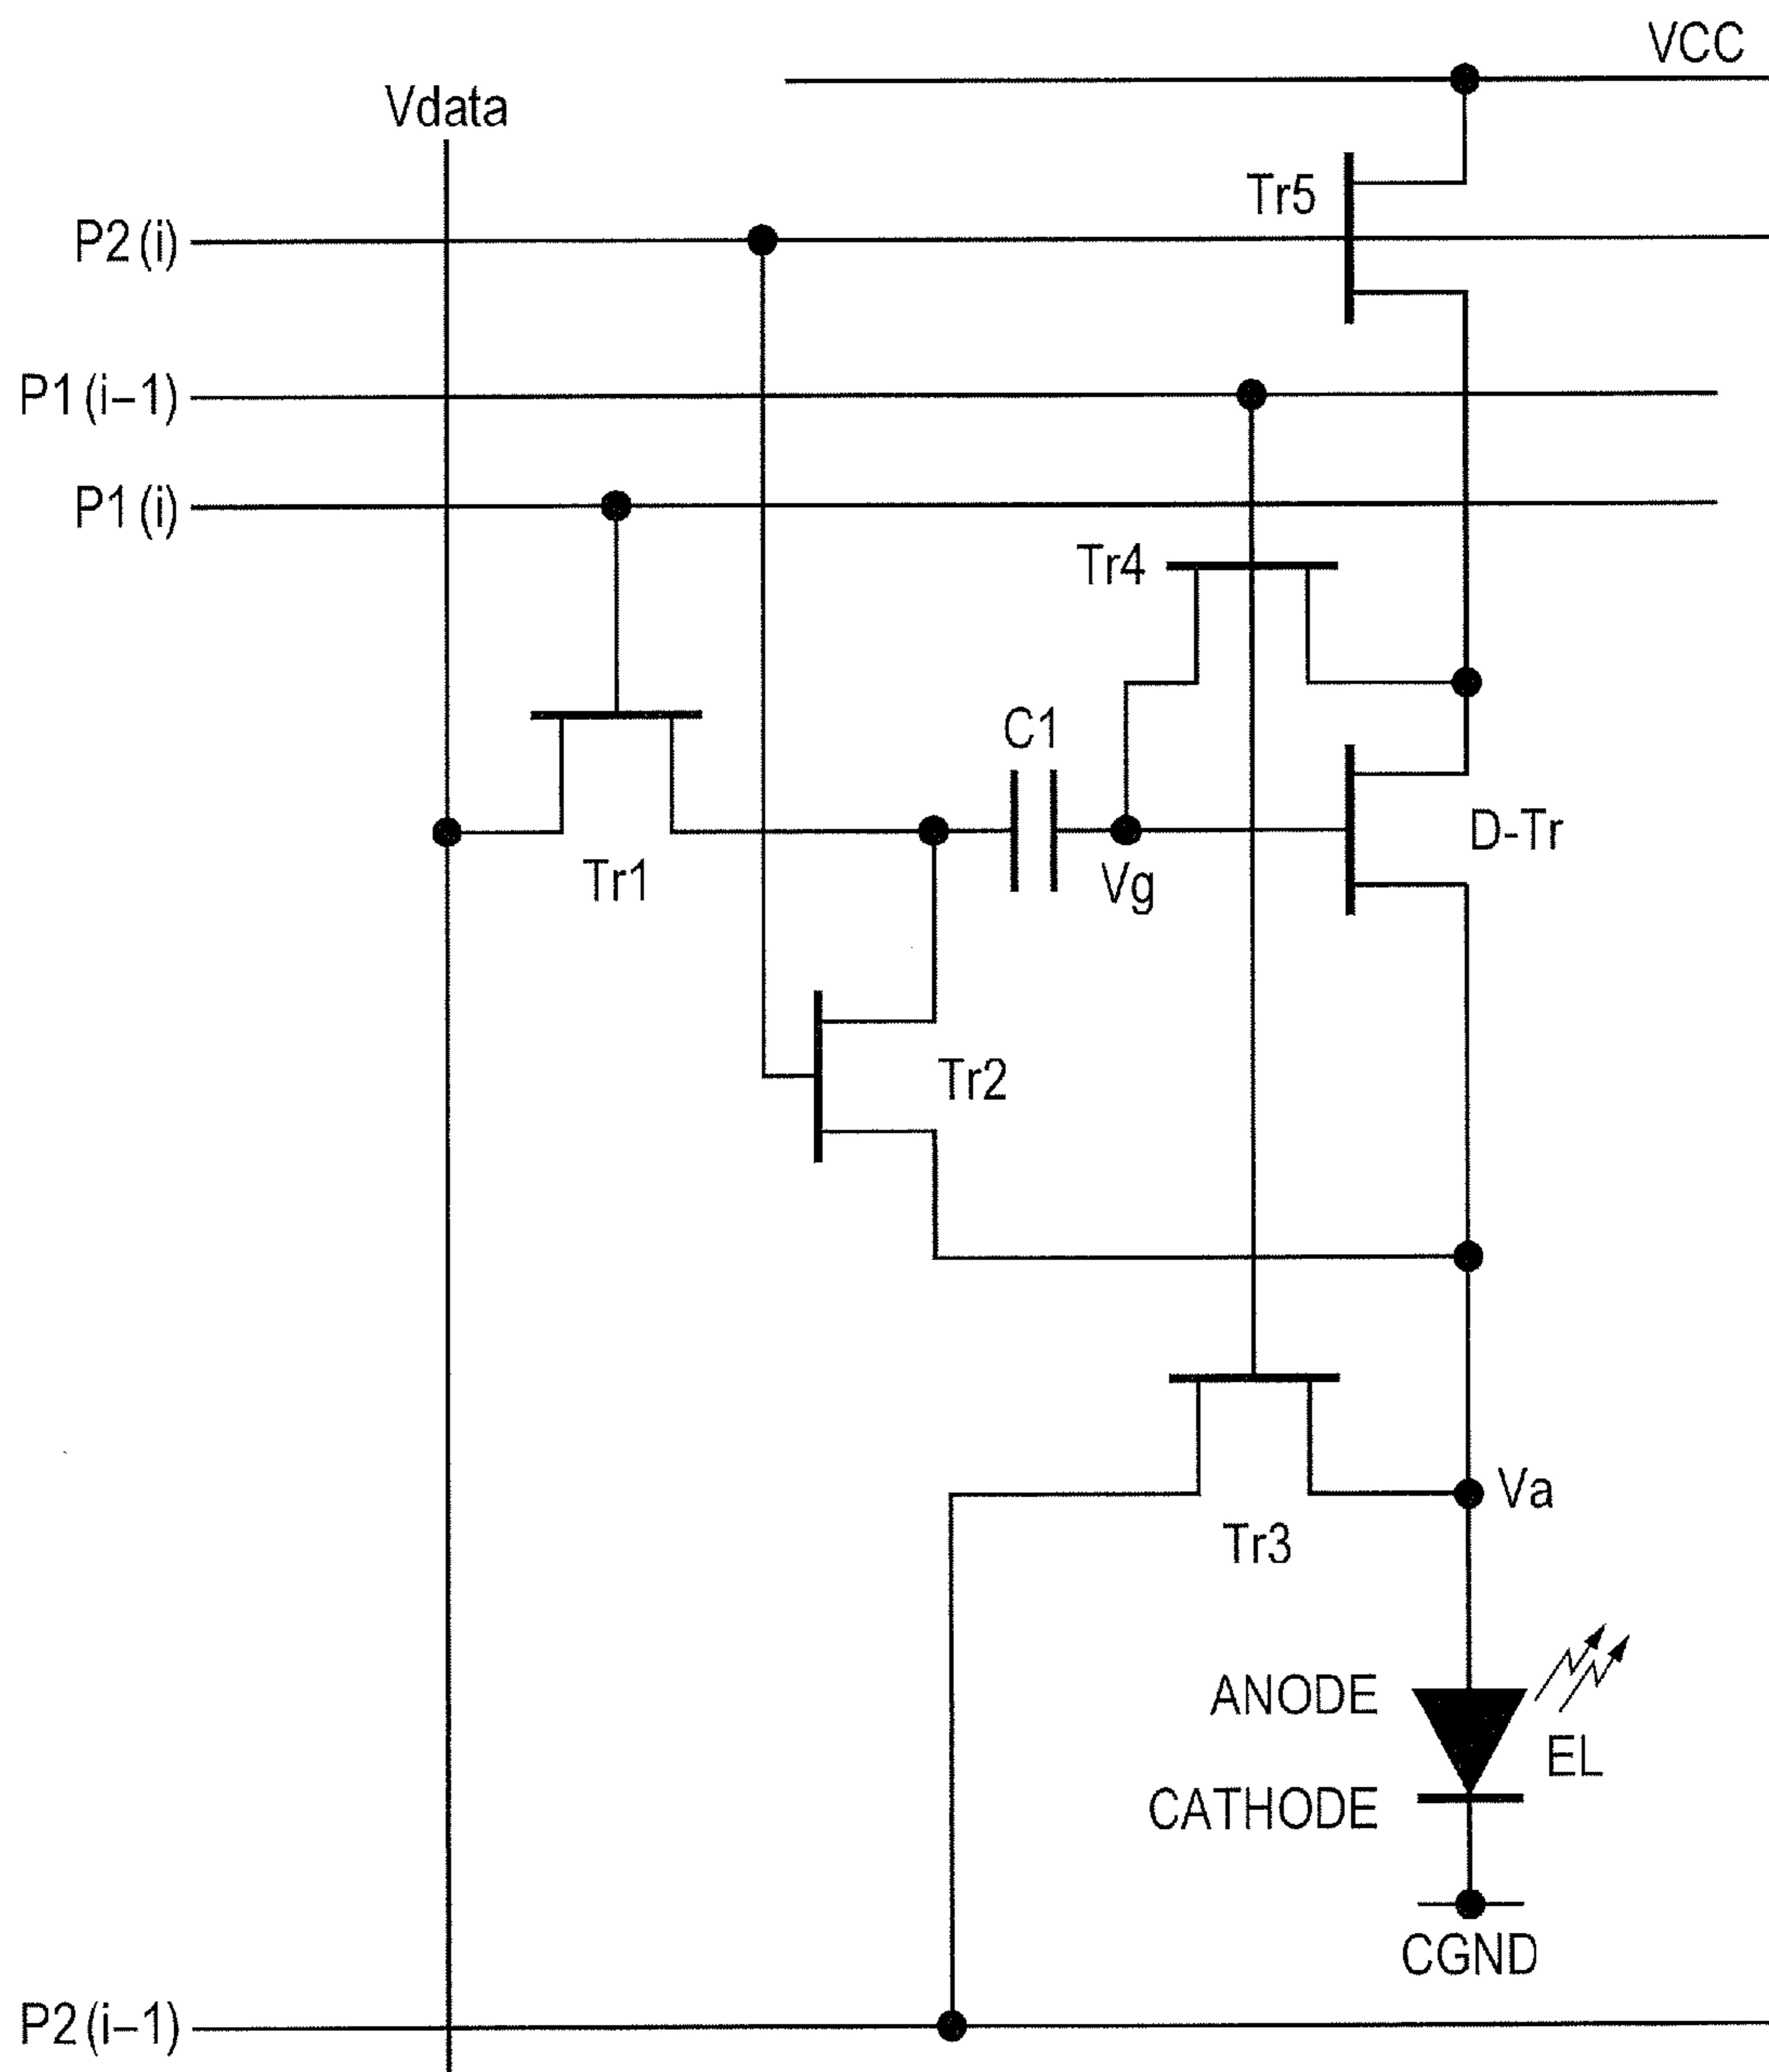 VCC
Vdata
Tr5
P2(i)
P1(i–1)
P1(i)
Tr4
C1
D-Tr
Tr1
Vg
Tr2
Va
Tr3
ANODE
EL
CATHODE
CGND
P2(i–1)